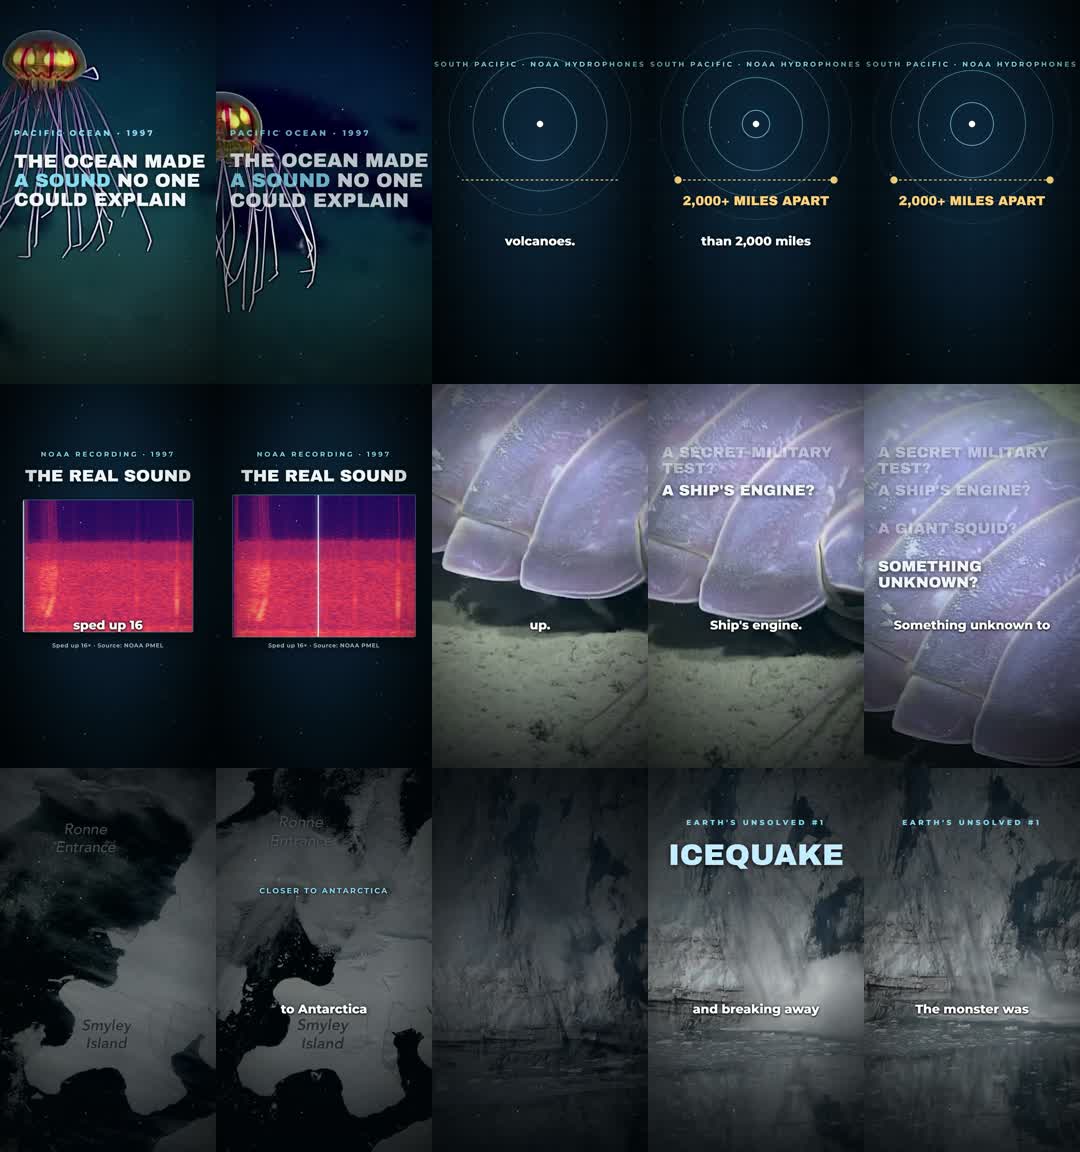 PACIFIC OCEAN · 1997
THE OCEAN MADE
A SOUND NO ONE
COULD EXPLAIN
PACIFIC OCEAN · 1997
THE OCEAN MADE
A SOUND NO ONE
COULD EXPLAIN
SOUTH PACIFIC · NOAA HYDROPHONES
volcanoes.
SOUTH PACIFIC · NOAA HYDROPHONES
2,000+ MILES APART
than 2,000 miles
SOUTH PACIFIC · NOAA HYDROPHONES
2,000+ MILES APART
NOAA RECORDING · 1997
THE REAL SOUND
sped up 16
Sped up 16× · Source: NOAA PMEL
NOAA RECORDING · 1997
THE REAL SOUND
Sped up 16× · Source: NOAA PMEL
up.
A SECRET MILITARY
TEST?
A SHIP'S ENGINE?
Ship's engine.
A SECRET MILITARY
TEST?
A SHIP'S ENGINE?
A GIANT SQUID?
SOMETHING
UNKNOWN?
Something unknown to
Ronne
Entrance
Smyley
Island
Ronne
Entrance
CLOSER TO ANTARCTICA
to Antarctica
Smyley
Island
EARTH'S UNSOLVED #1
ICEQUAKE
and breaking away
EARTH'S UNSOLVED #1
The monster was